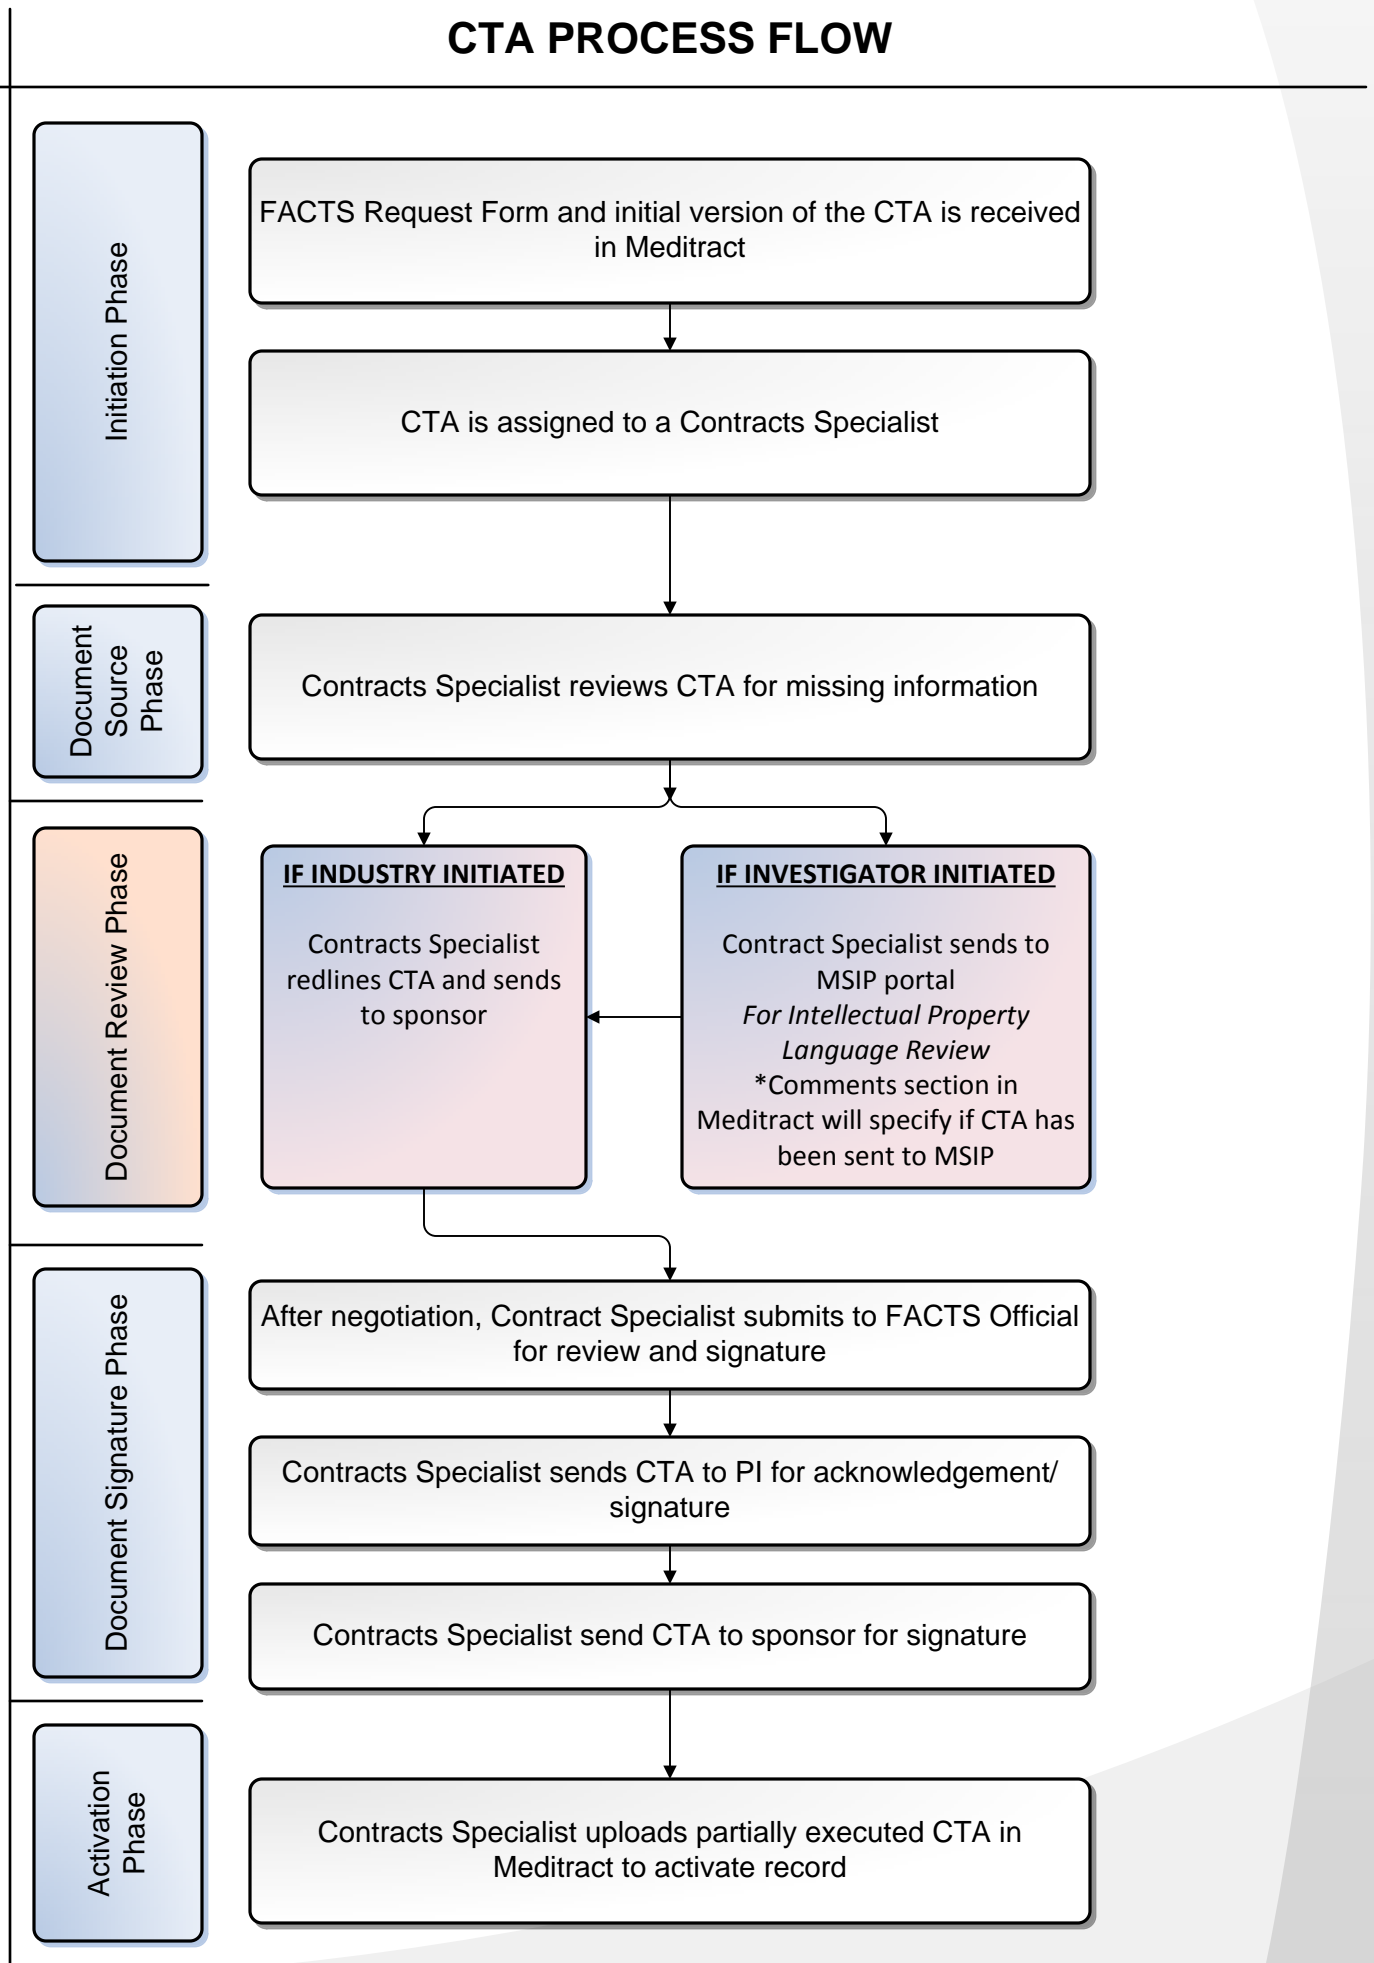 CTA PROCESS FLOW
Initiation Phase
FACTS Request Form and initial version of the CTA is received
in Meditract
CTA is assigned to a Contracts Specialist
Document
Source
Phase
Contracts Specialist reviews CTA for missing information
Document Review Phase
IF INDUSTRY INITIATED
Contracts Specialist
redlines CTA and sends
to sponsor
IF INVESTIGATOR INITIATED
Contract Specialist sends to
MSIP portal
For Intellectual Property
Language Review
*Comments section in
Meditract will specify if CTA has
been sent to MSIP
Document Signature Phase
After negotiation, Contract Specialist submits to FACTS Official
for review and signature
Contracts Specialist sends CTA to PI for acknowledgement/
signature
Contracts Specialist send CTA to sponsor for signature
Activation
Phase
Contracts Specialist uploads partially executed CTA in
Meditract to activate record